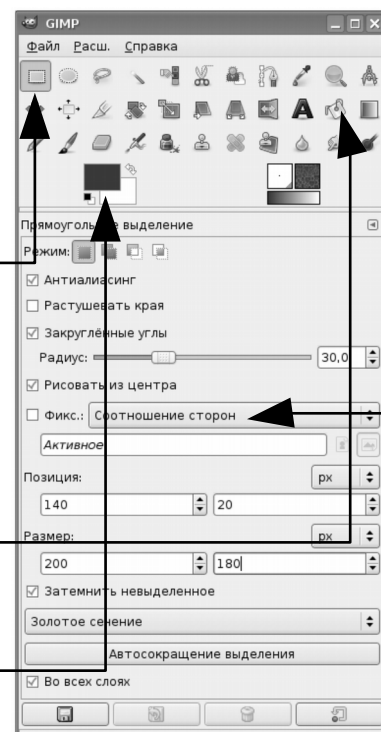 GIMP
Файл Расш. Справка
A
Прямоугольное выделение
Режим:
Антиалиасинг
Растушевать края
Закруглённые углы
Радиус: 30,0
Рисовать из центра
Фикс.: Соотношение сторон
Активное
Позиция: px
140 20
Размер: px
200 180
Затемнить невыделенное
Золотое сечение
Автосокращение выделения
Во всех слоях